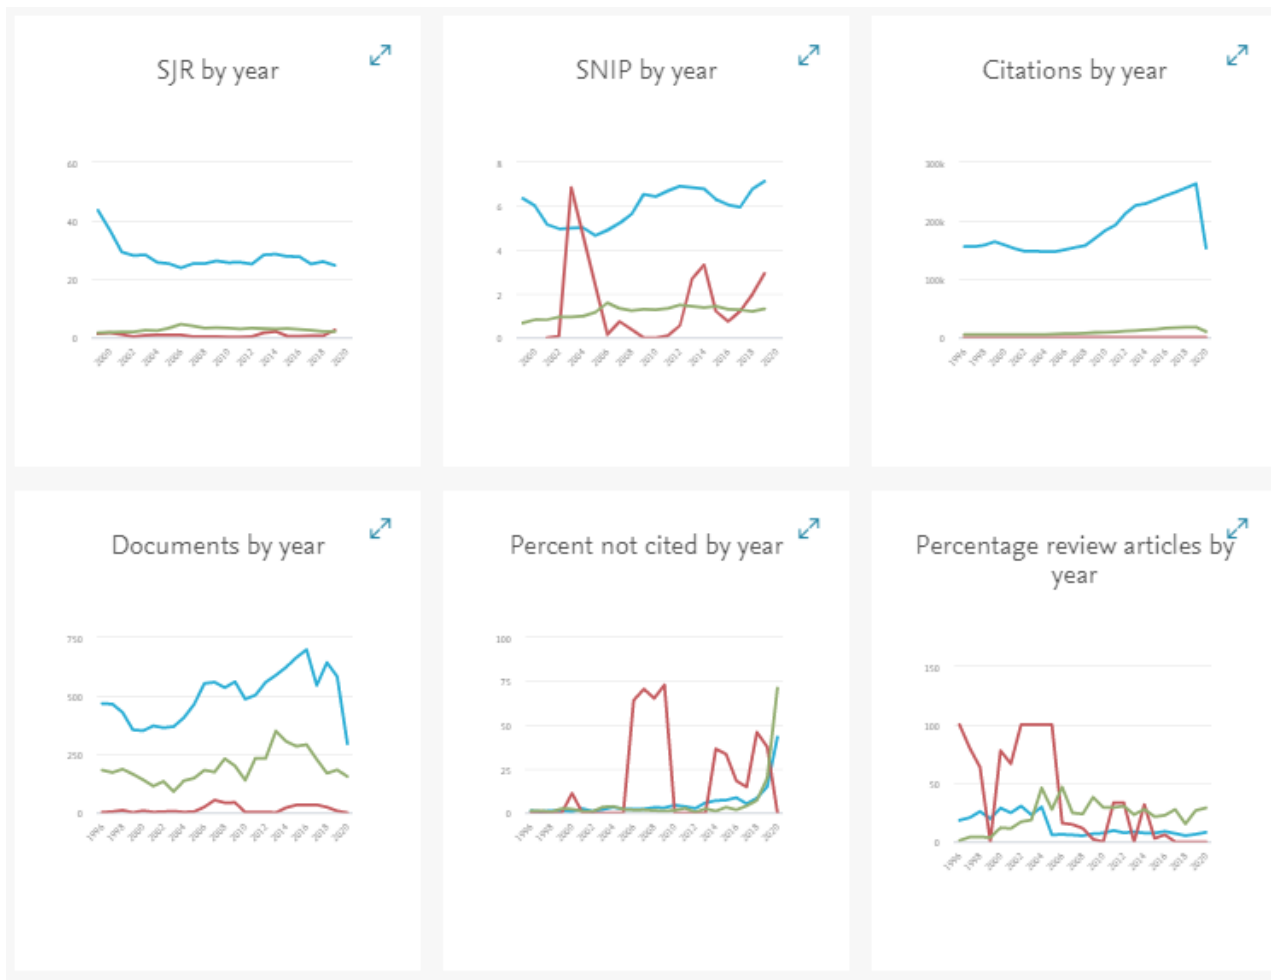 SJR by year
60
40
20
0
2000 2002 2004 2006 2008 2010 2012 2014 2016 2018 2020
SNIP by year
8
6
4
2
0
2000 2002 2004 2006 2008 2010 2012 2014 2016 2018 2020
Citations by year
300k
200k
100k
0
1996 1998 2000 2002 2004 2006 2008 2010 2012 2014 2016 2018 2020
Documents by year
750
500
250
0
1996 1998 2000 2002 2004 2006 2008 2010 2012 2014 2016 2018 2020
Percent not cited by year
100
75
50
25
0
1996 1998 2000 2002 2004 2006 2008 2010 2012 2014 2016 2018 2020
Percentage review articles by
year
150
100
50
0
1996 1998 2000 2002 2004 2006 2008 2010 2012 2014 2016 2018 2020